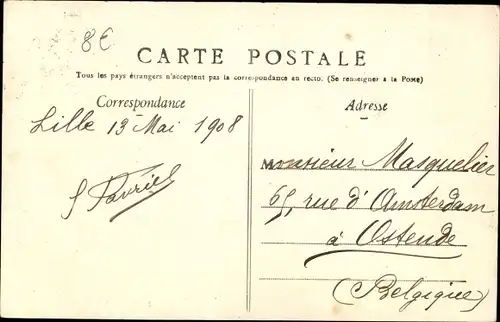 8€
CARTE POSTALE
Tous les pays étrangers n'acceptent pas la correspondance au recto. (Se renseigner à la Poste)
Correspondance
Lille 13 Mai 1908
Adresse
Monsieur Masquelier
65, rue d'Amsterdam
à Ostende
(Belgique)